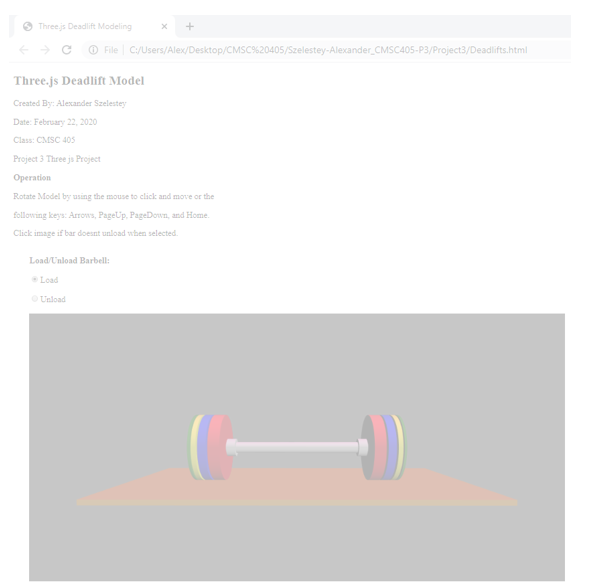 Three.js Deadlift Modeling
File
C:/Users/Alex/Desktop/CMSC%20405/Szelestey-Alexander_CMSC405-P3/Project3/Deadlifts.html
Three.js Deadlift Model
Created By: Alexander Szelestey
Date: February 22, 2020
Class: CMSC 405
Project 3 Three js Project
Operation
Rotate Model by using the mouse to click and move or the
following keys: Arrows, PageUp, PageDown, and Home.
Click image if bar doesnt unload when selected.
Load/Unload Barbell:
Load
Unload